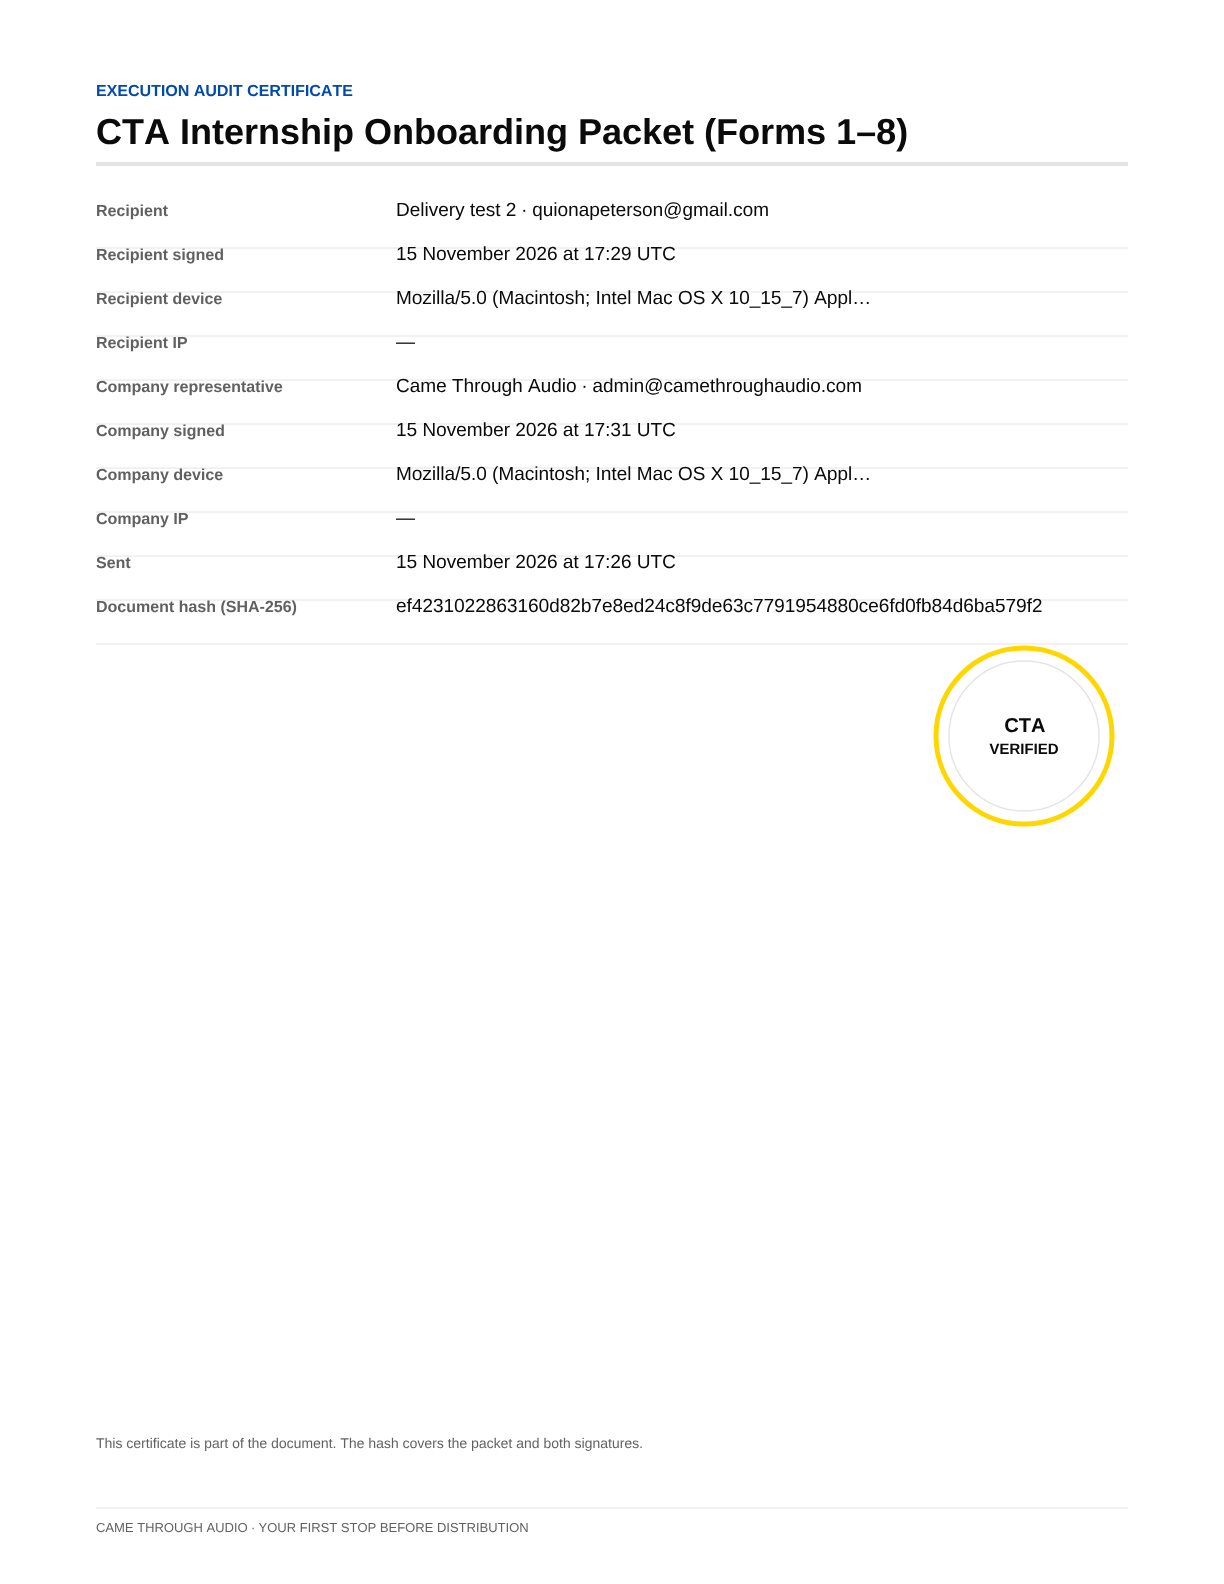 EXECUTION AUDIT CERTIFICATE
CTA Internship Onboarding Packet (Forms 1–8)
Recipient Delivery test 2 · quionapeterson@gmail.com
Recipient signed 15 November 2026 at 17:29 UTC
Recipient device Mozilla/5.0 (Macintosh; Intel Mac OS X 10_15_7) Appl…
Recipient IP —
Company representative Came Through Audio · admin@camethroughaudio.com
Company signed 15 November 2026 at 17:31 UTC
Company device Mozilla/5.0 (Macintosh; Intel Mac OS X 10_15_7) Appl…
Company IP —
Sent 15 November 2026 at 17:26 UTC
Document hash (SHA-256) ef4231022863160d82b7e8ed24c8f9de63c7791954880ce6fd0fb84d6ba579f2
CTA
VERIFIED
This certificate is part of the document. The hash covers the packet and both signatures.
CAME THROUGH AUDIO · YOUR FIRST STOP BEFORE DISTRIBUTION